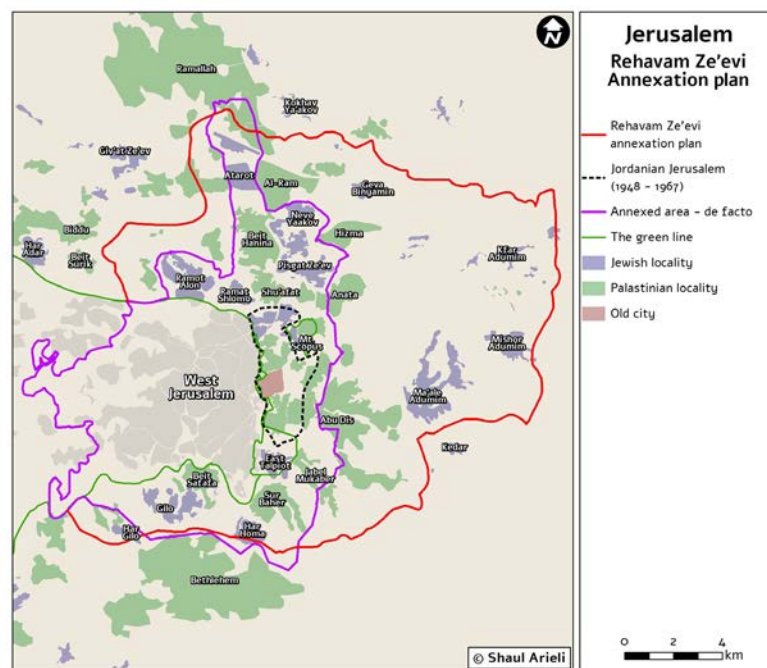 Jerusalem
Rehavam Ze'evi
Annexation plan
Rehavam Ze'evi
annexation plan
Jordanian Jerusalem
(1948 - 1967)
Annexed area - de facto
The green line
Jewish locality
Palastinian locality
Old city
0 2 4
km
N
Ramallah
Kokhav
Ya'akov
Giv'at Ze'ev
Atarot
Al-Ram
Geva
Binyamin
Neve
Yaakov
Biddu
Beit
Hanina
Hizma
Har
Adar
Beit
Surik
Kfar
Adumim
Ramot
Alon
Pisgat Ze'ev
Ramat
Shlomo
Shu'afat
Anata
Mt.
Scopus
Mishor
Adumim
West
Jerusalem
Ma'ale
Adumim
Abu Dis
Kedar
East
Talpiot
Beit
Safafa
Jabel
Mukaber
Gilo
Sur
Baher
Har
Gilo
Har
Homa
Bethlehem
© Shaul Arieli